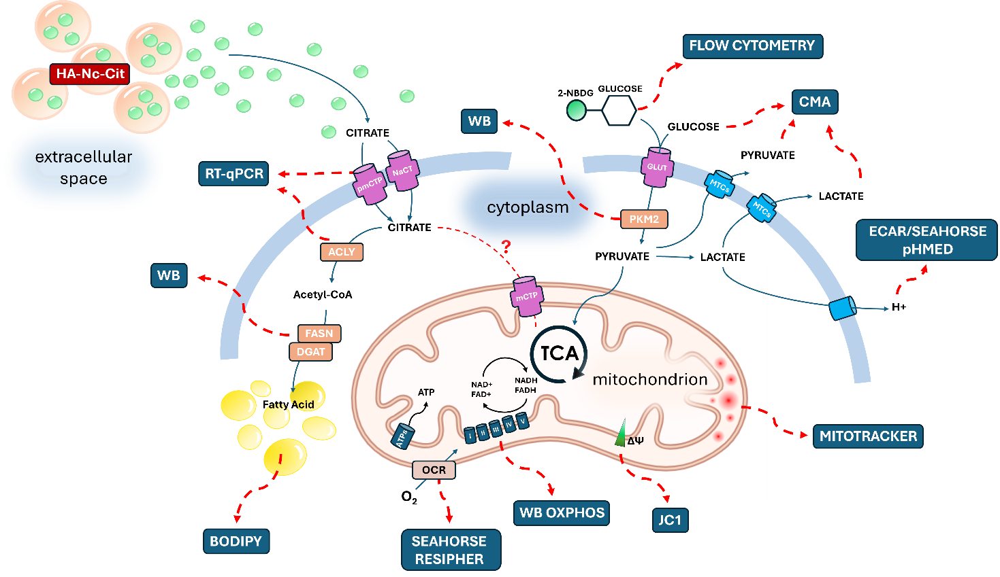 HA-Nc-Cit
extracellular
space
CITRATE
pmCTP
NaCT
RT-qPCR
CITRATE
ACLY
WB
Acetyl-CoA
FASN
DGAT
Fatty Acid
BODIPY
WB
cytoplasm
?
mCTP
FLOW CYTOMETRY
2-NBDG
GLUCOSE
CMA
GLUCOSE
PYRUVATE
GLUT
MTCs
MTCs
LACTATE
PKM2
PYRUVATE
LACTATE
ECAR/SEAHORSE
pHMED
H+
TCA
mitochondrion
NAD+
FAD+
NADH
FADH
ATP
ATPs
I
II
III
IV
V
ΔΨ
OCR
O2
MITOTRACKER
WB OXPHOS
JC1
SEAHORSE
RESIPHER